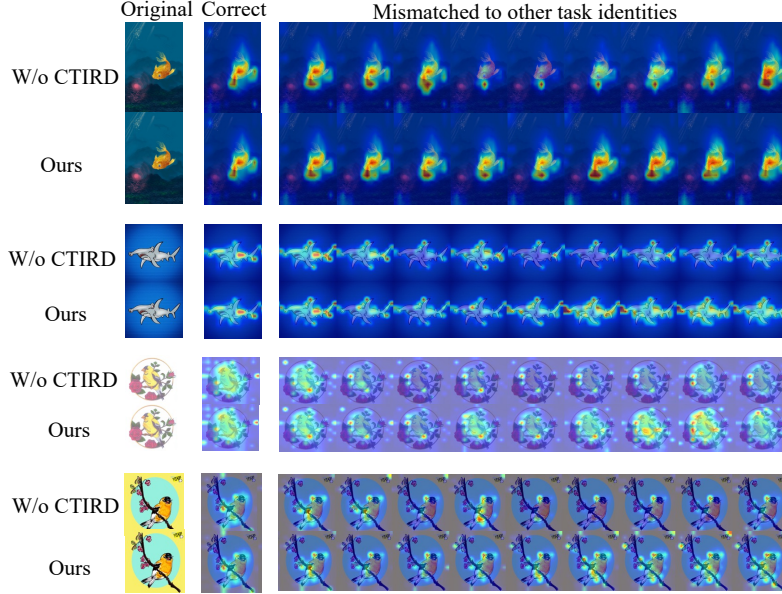 Original Correct Mismatched to other task identities
W/o CTIRD
Ours
W/o CTIRD
Ours
W/o CTIRD
Ours
W/o CTIRD
Ours